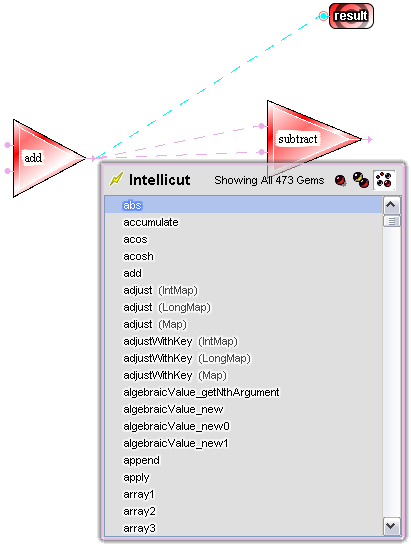 result
add
subtract
Intellicut Showing All 473 Gems
abs
accumulate
acos
acosh
add
adjust (IntMap)
adjust (LongMap)
adjust (Map)
adjustWithKey (IntMap)
adjustWithKey (LongMap)
adjustWithKey (Map)
algebraicValue_getNthArgument
algebraicValue_new
algebraicValue_new0
algebraicValue_new1
append
apply
array1
array2
array3